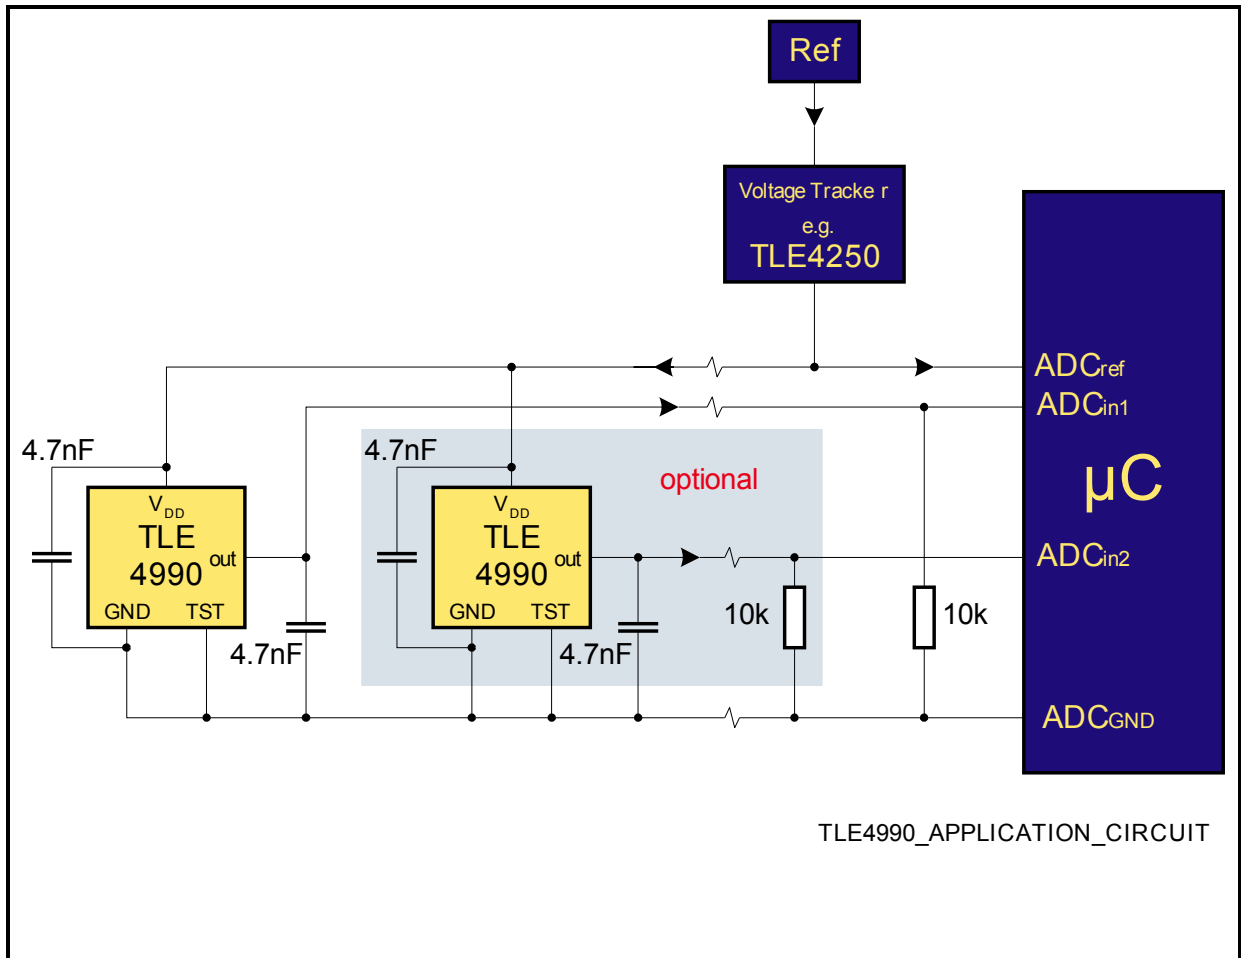 Ref
Voltage Tracke r
e.g.
TLE4250
ADCref
ADCin1
4.7nF
4.7nF
optional
µC
VDD
TLE
4990
out
GND TST
4.7nF
VDD
TLE
4990
out
GND TST
4.7nF
10k
10k
ADCin2
ADCGND
TLE4990_APPLICATION_CIRCUIT